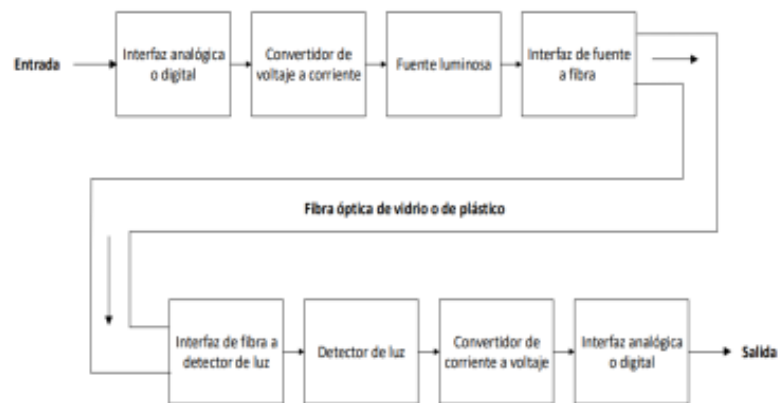 Entrada
Interfaz analógica
o digital
Convertidor de
voltaje a corriente
Fuente luminosa
Interfaz de fuente
a fibra
Fibra óptica de vidrio o de plástico
Interfaz de fibra a
detector de luz
Detector de luz
Convertidor de
corriente a voltaje
Interfaz analógica
o digital
Salida